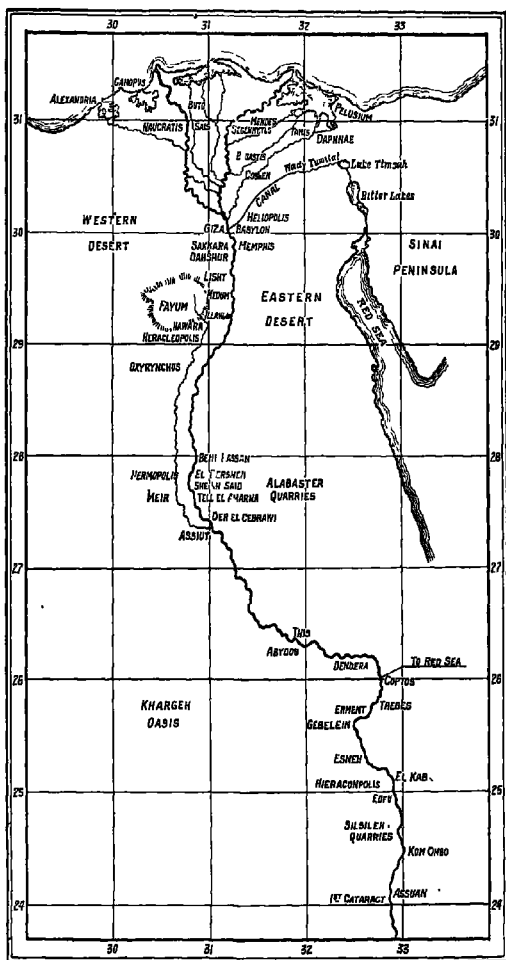 30 31 32 33
CANOPUS
ALEXANDRIA
BUTO
SAIS
NAUCRATIS
MENDES
SEBENNETUS
TANIS
PELUSIUM
DAPHNAE
31 31
GOSHEN
Wady Tumilat
Lake Timsah
CANAL
Bitter Lakes
WESTERN
DESERT
HELIOPOLIS
GIZA BABYLON
30 30
SAKKARA MEMPHIS
DAHSHUR
SINAI
PENINSULA
LISHT
MEDUM
FAYUM
ILLAHUN
HAWARA
HERACLEOPOLIS
EASTERN
DESERT
RED SEA
29 29
OXYRYNCHOS
28 28
BENI HASSAN
HERMOPOLIS
EL BERSHEH
SHEIKH SAID
MEIR
TELL EL AMARNA
ALABASTER
QUARRIES
DER EL GEBRAWI
ASSIUT
27 27
THIS
ABYDOS
DENDERA
TO RED SEA
26 26
COPTOS
KHARGEH
OASIS
THEBES
ERMENT
GEBELEIN
ESNEH
EL KAB
HIERACONPOLIS
25 25
EDFU
SILSILEH
QUARRIES
KOM OMBO
1ST CATARACT
ASSUAN
24 24
30 31 32 33